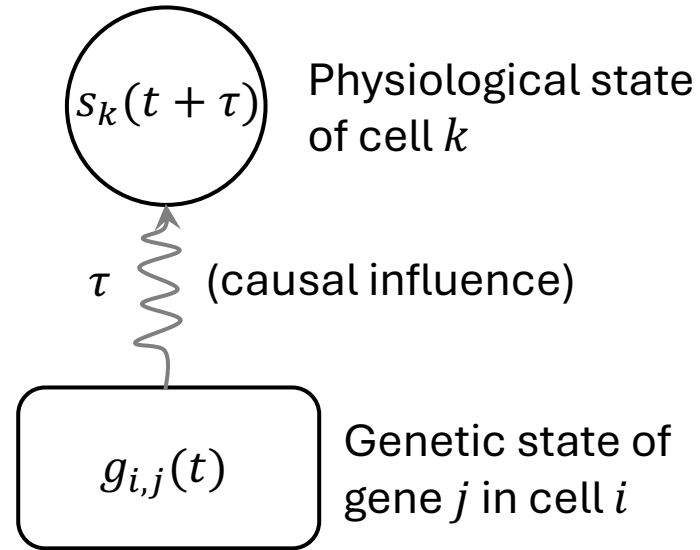 s_k(t + τ)
Physiological state
of cell k
τ
(causal influence)
g_{i,j}(t)
Genetic state of
gene j in cell i